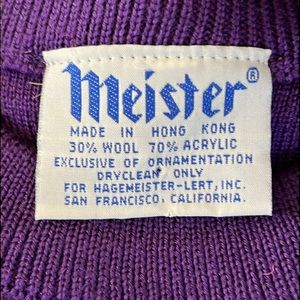 Meister ®
MADE IN HONG KONG
30% WOOL 70% ACRYLIC
EXCLUSIVE OF ORNAMENTATION
DRYCLEAN ONLY
FOR HAGEMEISTER-LERT, INC.
SAN FRANCISCO, CALIFORNIA.